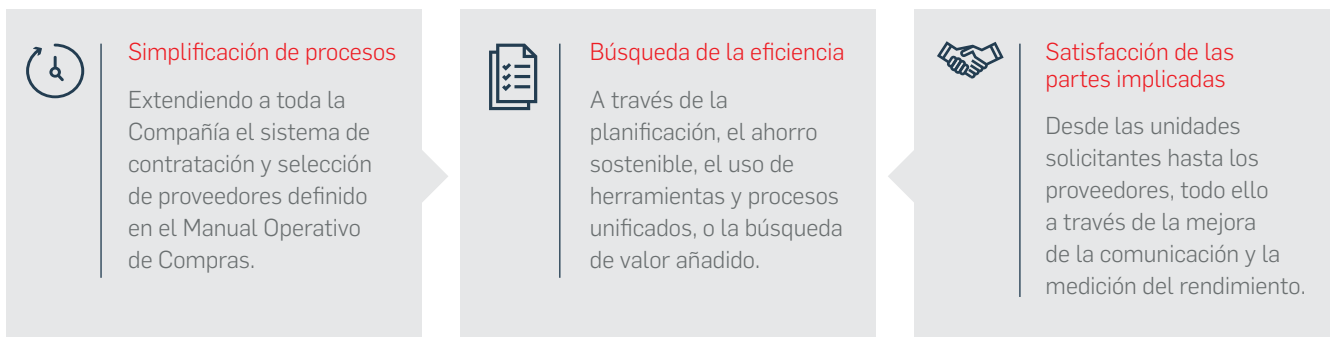 Simplificación de procesos
Extendiendo a toda la
Compañía el sistema de
contratación y selección
de proveedores definido
en el Manual Operativo
de Compras.
Búsqueda de la eficiencia
A través de la
planificación, el ahorro
sostenible, el uso de
herramientas y procesos
unificados, o la búsqueda
de valor añadido.
Satisfacción de las
partes implicadas
Desde las unidades
solicitantes hasta los
proveedores, todo ello
a través de la mejora
de la comunicación y la
medición del rendimiento.